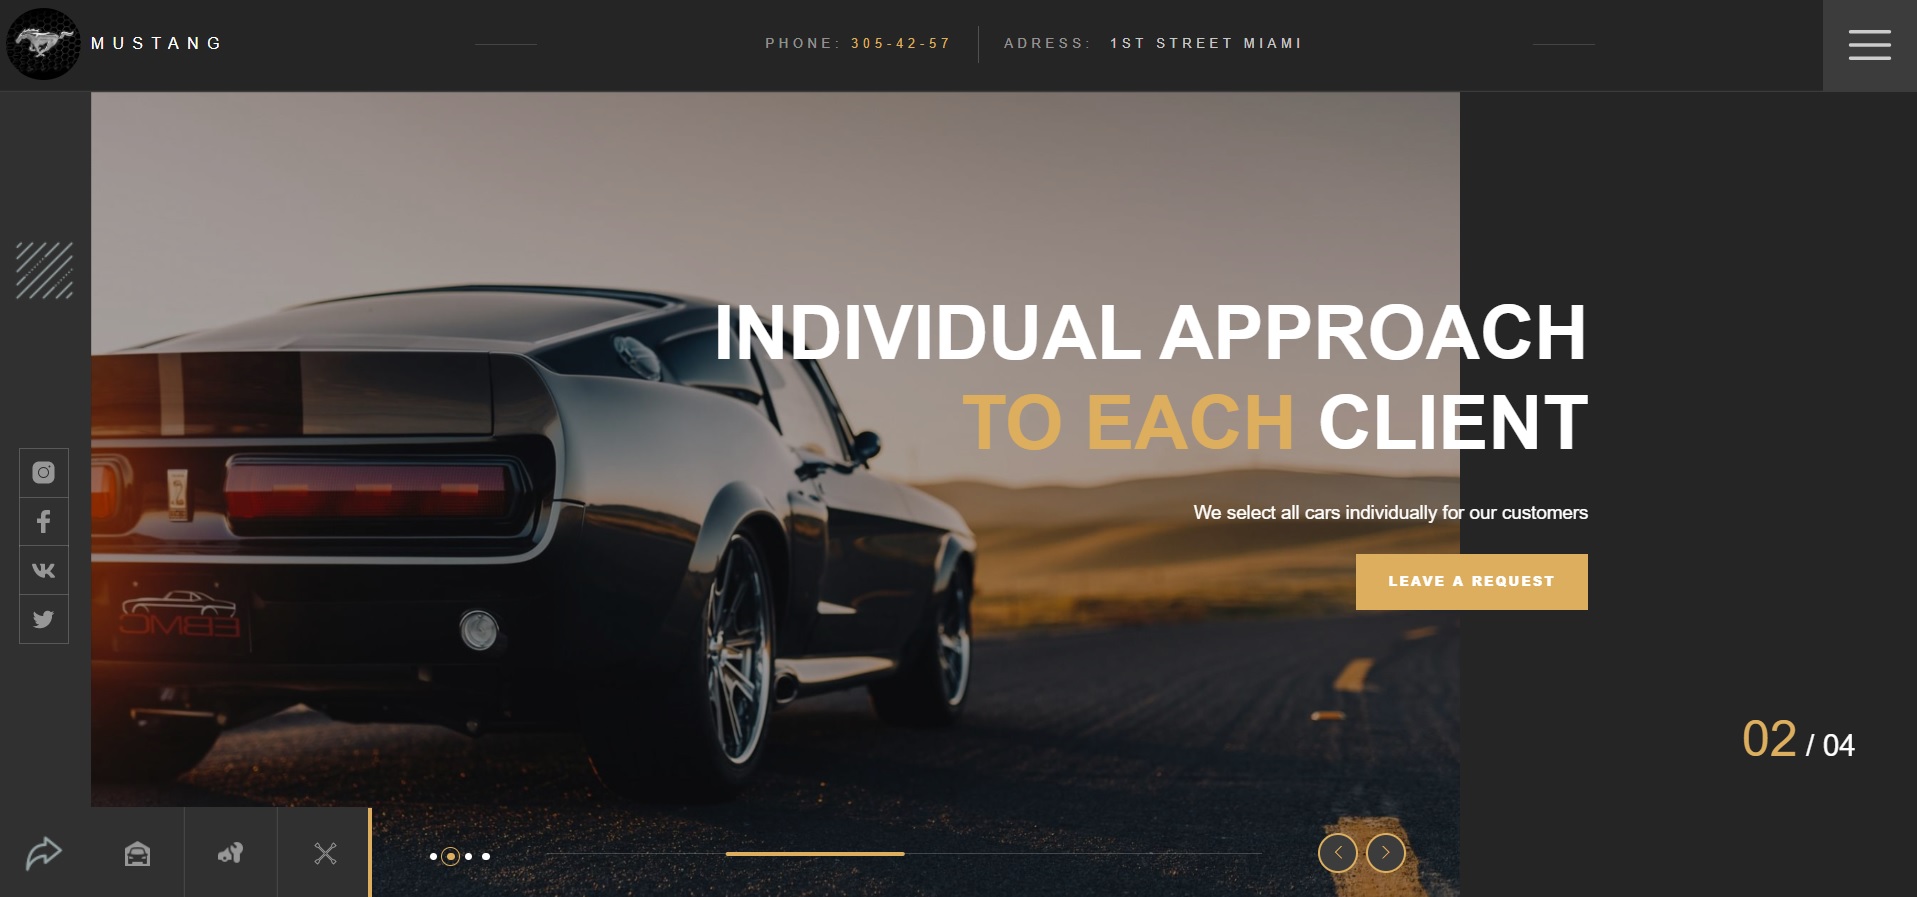 MUSTANG
PHONE: 305-42-57
ADRESS: 1ST STREET MIAMI
INDIVIDUAL APPROACH
TO EACH CLIENT
We select all cars individually for our customers
LEAVE A REQUEST
EBMC
02 / 04